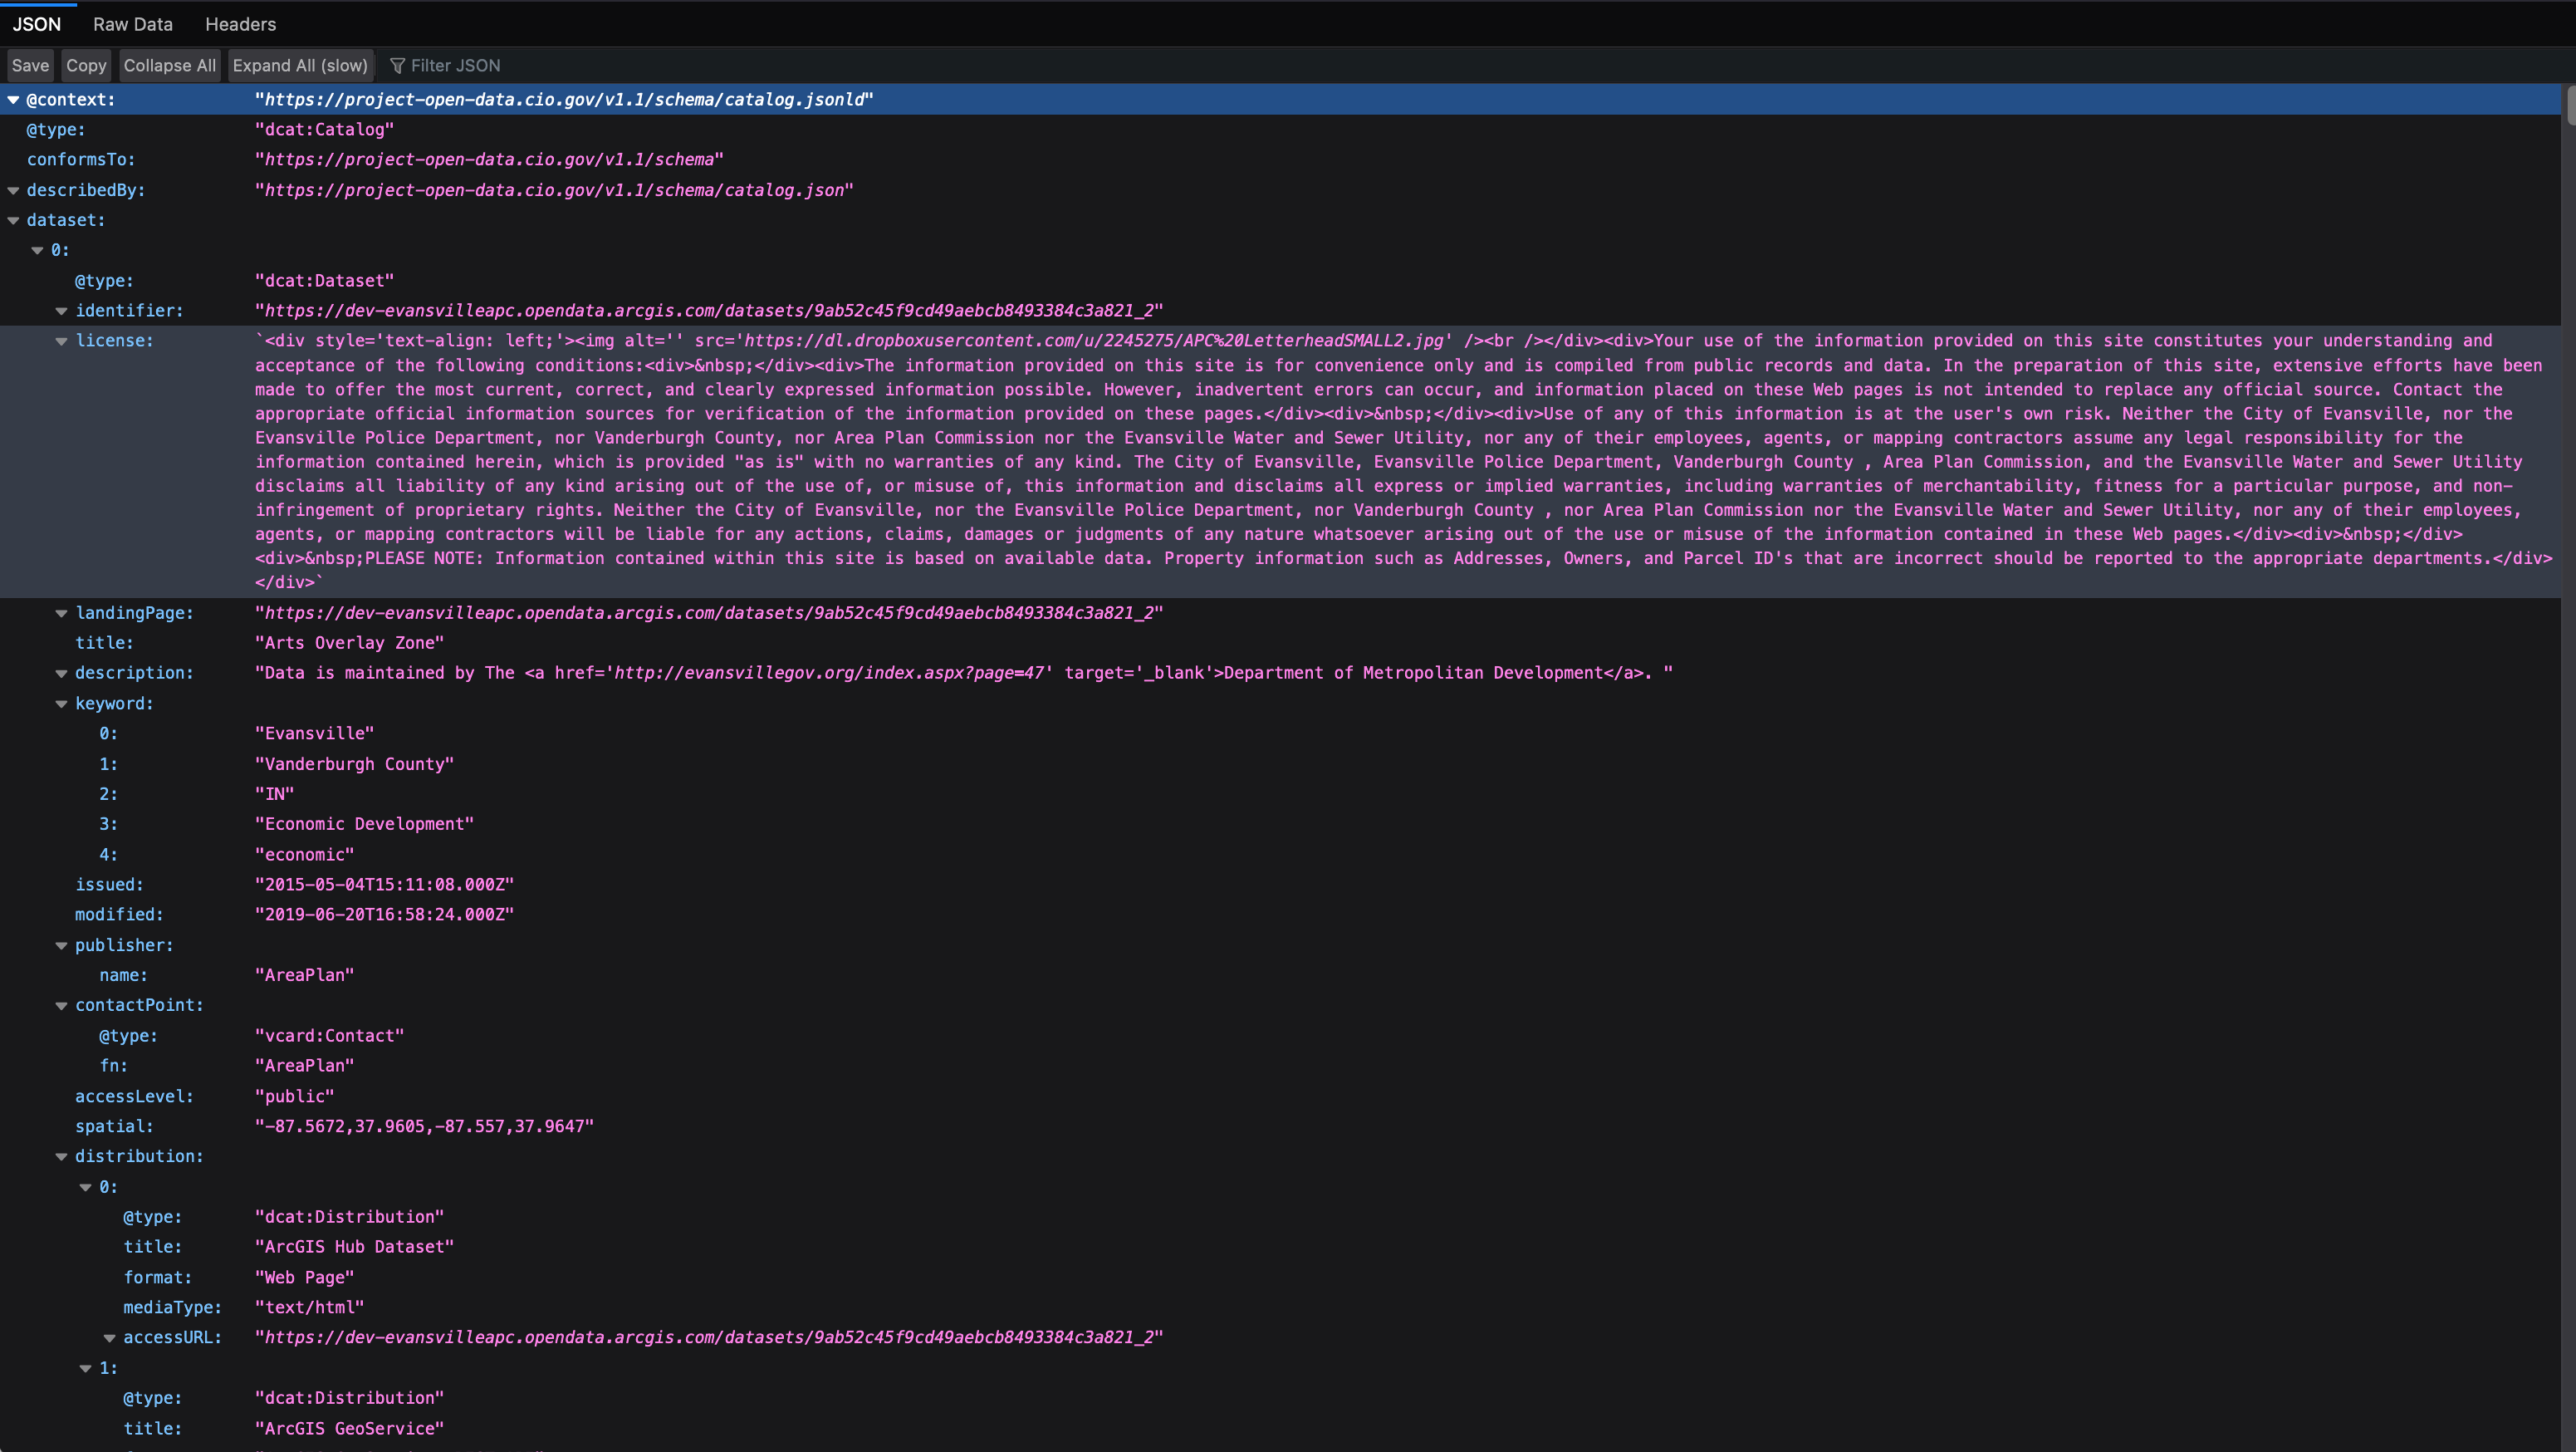 JSON Raw Data Headers
Save Copy Collapse All Expand All (slow) Filter JSON
@context: "https://project-open-data.cio.gov/v1.1/schema/catalog.jsonld"
@type: "dcat:Catalog"
conformsTo: "https://project-open-data.cio.gov/v1.1/schema"
describedBy: "https://project-open-data.cio.gov/v1.1/schema/catalog.json"
dataset:
0:
@type: "dcat:Dataset"
identifier: "https://dev-evansvilleapc.opendata.arcgis.com/datasets/9ab52c45f9cd49aebcb8493384c3a821_2"
license: `<div style='text-align: left;'><img alt='' src='https://dl.dropboxusercontent.com/u/2245275/APC%20LetterheadSMALL2.jpg' /><br /></div><div>Your use of the information provided on this site constitutes your understanding and
acceptance of the following conditions:<div>&nbsp;</div><div>The information provided on this site is for convenience only and is compiled from public records and data. In the preparation of this site, extensive efforts have been
made to offer the most current, correct, and clearly expressed information possible. However, inadvertent errors can occur, and information placed on these Web pages is not intended to replace any official source. Contact the
appropriate official information sources for verification of the information provided on these pages.</div><div>&nbsp;</div><div>Use of any of this information is at the user's own risk. Neither the City of Evansville, nor the
Evansville Police Department, nor Vanderburgh County, nor Area Plan Commission nor the Evansville Water and Sewer Utility, nor any of their employees, agents, or mapping contractors assume any legal responsibility for the
information contained herein, which is provided "as is" with no warranties of any kind. The City of Evansville, Evansville Police Department, Vanderburgh County , Area Plan Commission, and the Evansville Water and Sewer Utility
disclaims all liability of any kind arising out of the use of, or misuse of, this information and disclaims all express or implied warranties, including warranties of merchantability, fitness for a particular purpose, and non-
infringement of proprietary rights. Neither the City of Evansville, nor the Evansville Police Department, nor Vanderburgh County , nor Area Plan Commission nor the Evansville Water and Sewer Utility, nor any of their employees,
agents, or mapping contractors will be liable for any actions, claims, damages or judgments of any nature whatsoever arising out of the use or misuse of the information contained in these Web pages.</div><div>&nbsp;</div>
<div>&nbsp;PLEASE NOTE: Information contained within this site is based on available data. Property information such as Addresses, Owners, and Parcel ID's that are incorrect should be reported to the appropriate departments.</div>
</div>`
landingPage: "https://dev-evansvilleapc.opendata.arcgis.com/datasets/9ab52c45f9cd49aebcb8493384c3a821_2"
title: "Arts Overlay Zone"
description: "Data is maintained by The <a href='http://evansvillegov.org/index.aspx?page=47' target='_blank'>Department of Metropolitan Development</a>. "
keyword:
0: "Evansville"
1: "Vanderburgh County"
2: "IN"
3: "Economic Development"
4: "economic"
issued: "2015-05-04T15:11:08.000Z"
modified: "2019-06-20T16:58:24.000Z"
publisher:
name: "AreaPlan"
contactPoint:
@type: "vcard:Contact"
fn: "AreaPlan"
accessLevel: "public"
spatial: "-87.5672,37.9605,-87.557,37.9647"
distribution:
0:
@type: "dcat:Distribution"
title: "ArcGIS Hub Dataset"
format: "Web Page"
mediaType: "text/html"
accessURL: "https://dev-evansvilleapc.opendata.arcgis.com/datasets/9ab52c45f9cd49aebcb8493384c3a821_2"
1:
@type: "dcat:Distribution"
title: "ArcGIS GeoService"